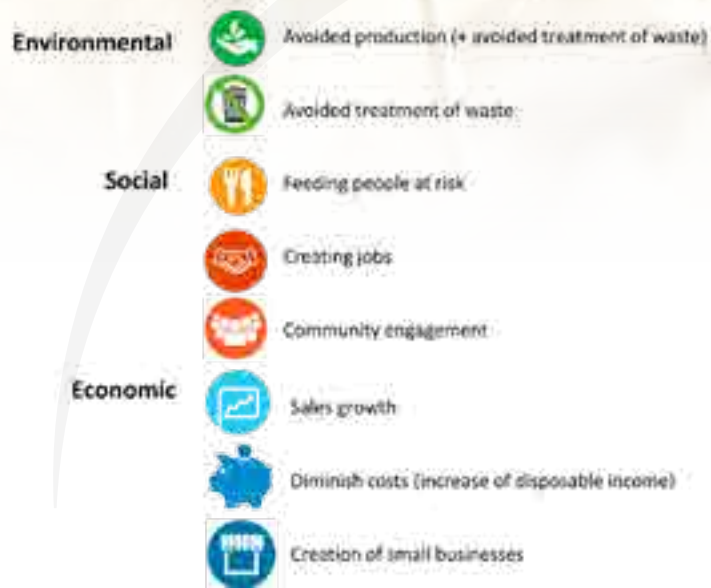 Environmental
Avoided production (+ avoided treatment of waste)
Avoided treatment of waste
Social
Feeding people at risk
Creating jobs
Community engagement
Economic
Sales growth
Diminish costs (increase of disposable income)
Creation of small businesses